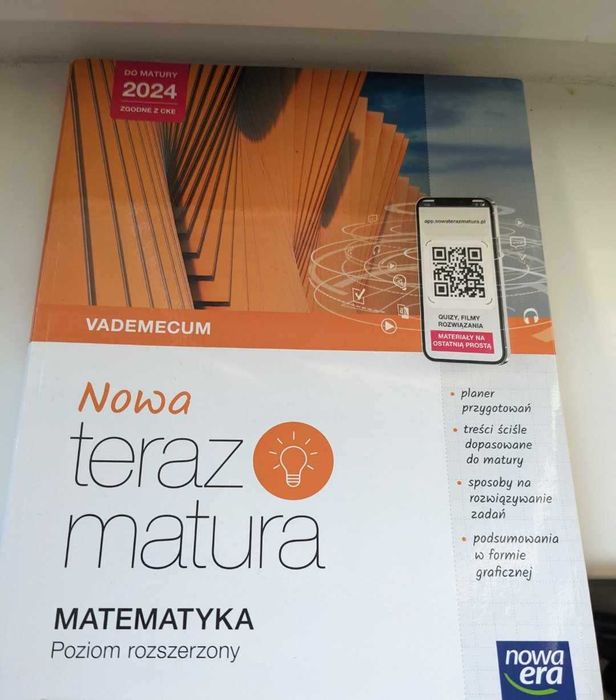 DO MATURY
2024
ZGODNE Z CKE
app.nowaterazmatura.pl
QUIZY, FILMY
ROZWIĄZANIA
MATERIAŁY NA
OSTATNIĄ PROSTĄ
VADEMECUM
Nowa
teraz
matura
• planer
przygotowań
• treści ściśle
dopasowane
do matury
• sposoby na
rozwiązywanie
zadań
• podsumowania
w formie
graficznej
MATEMATYKA
Poziom rozszerzony
nowa
era